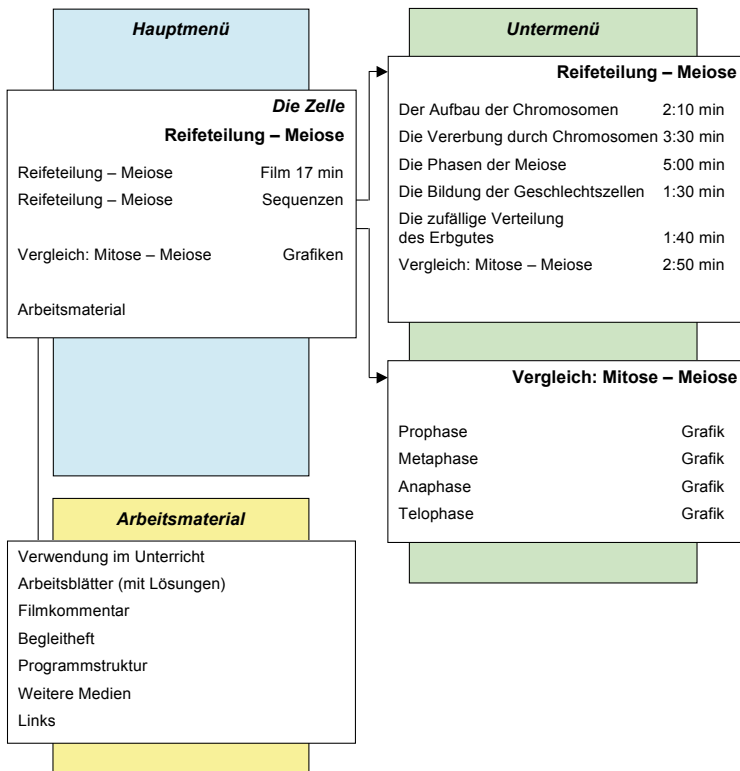 Hauptmenü
Die Zelle
Reifeteilung – Meiose
Reifeteilung – Meiose Film 17 min
Reifeteilung – Meiose Sequenzen
Vergleich: Mitose – Meiose Grafiken
Arbeitsmaterial
Untermenü
Reifeteilung – Meiose
Der Aufbau der Chromosomen 2:10 min
Die Vererbung durch Chromosomen 3:30 min
Die Phasen der Meiose 5:00 min
Die Bildung der Geschlechtszellen 1:30 min
Die zufällige Verteilung
des Erbgutes 1:40 min
Vergleich: Mitose – Meiose 2:50 min
Vergleich: Mitose – Meiose
Prophase Grafik
Metaphase Grafik
Anaphase Grafik
Telophase Grafik
Arbeitsmaterial
Verwendung im Unterricht
Arbeitsblätter (mit Lösungen)
Filmkommentar
Begleitheft
Programmstruktur
Weitere Medien
Links